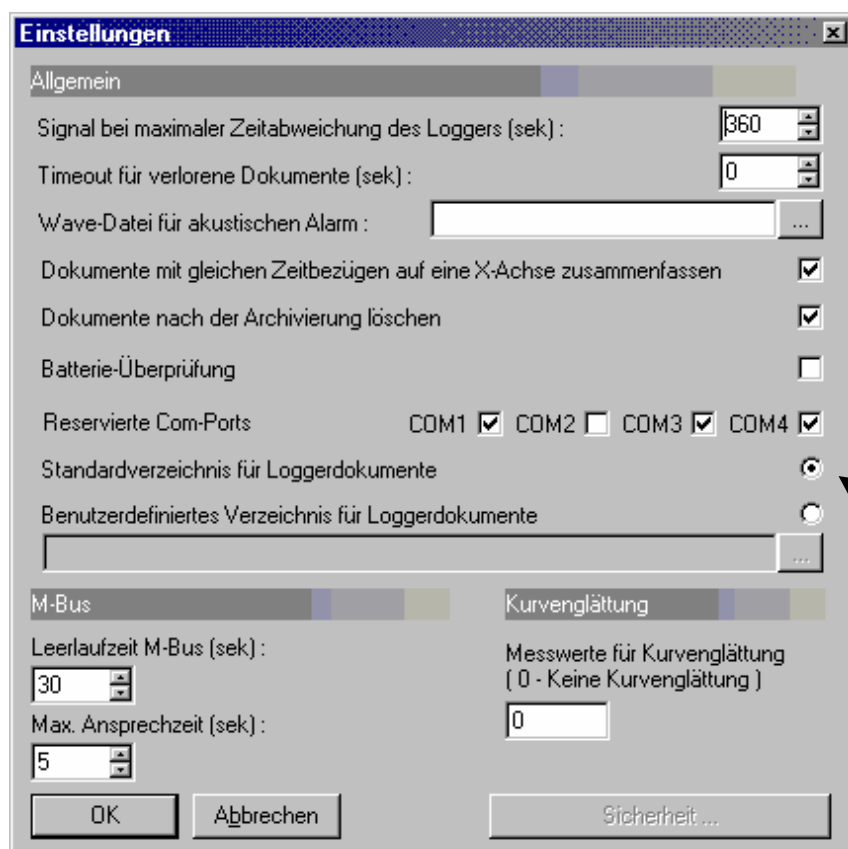 Einstellungen
Allgemein
Signal bei maximaler Zeitabweichung des Loggers (sek) : 360
Timeout für verlorene Dokumente (sek) : 0
Wave-Datei für akustischen Alarm : ...
Dokumente mit gleichen Zeitbezügen auf eine X-Achse zusammenfassen
Dokumente nach der Archivierung löschen
Batterie-Überprüfung
Reservierte Com-Ports COM1 COM2 COM3 COM4
Standardverzeichnis für Loggerdokumente
Benutzerdefiniertes Verzeichnis für Loggerdokumente
...
M-Bus
Leerlaufzeit M-Bus (sek) :
30
Max. Ansprechzeit (sek) :
5
Kurvenglättung
Messwerte für Kurvenglättung
( 0 - Keine Kurvenglättung )
0
OK Abbrechen Sicherheit ...